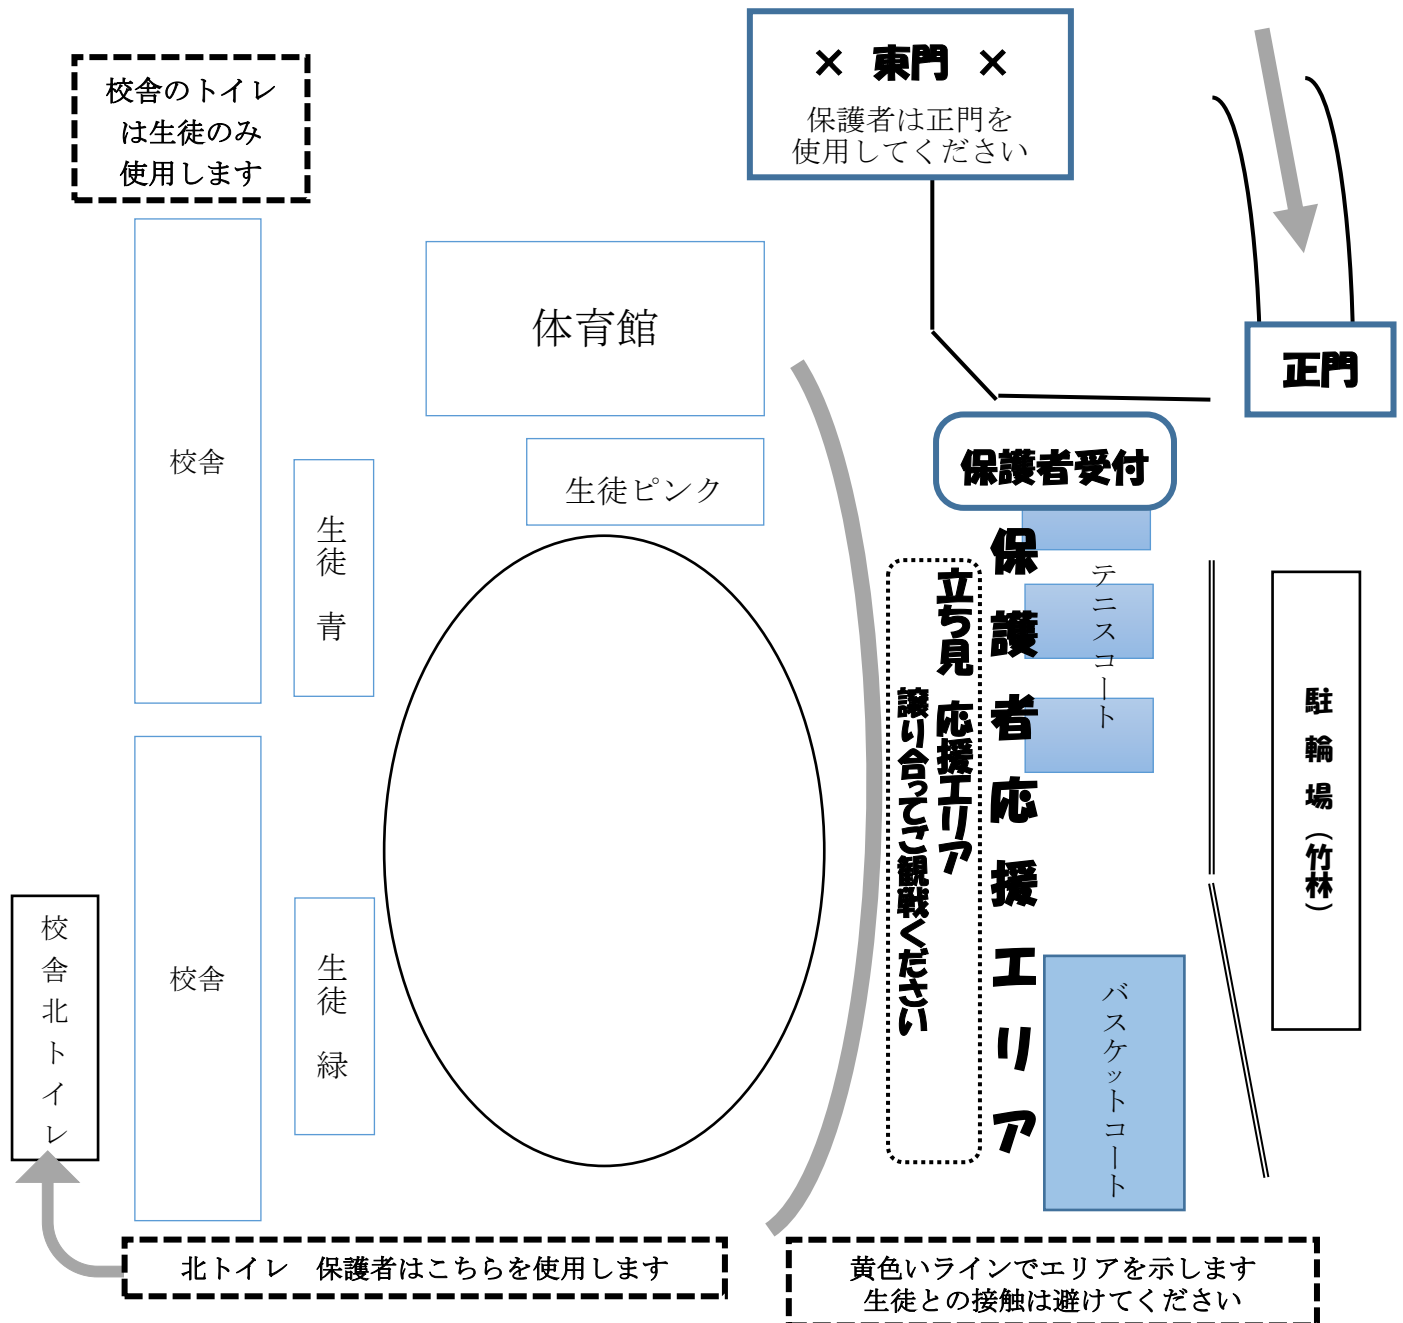 校舎のトイレ
は生徒のみ
使用します
× 東門 ×
保護者は正門を
使用してください
体育館
正門
校舎
生徒ピンク
保護者受付
生徒 青
保護者応援エリア
立ち見 応援エリア
譲り合ってご観戦ください
テニスコート
駐輪場(竹林)
校舎北トイレ
校舎
生徒 緑
バスケットコート
北トイレ 保護者はこちらを使用します
黄色いラインでエリアを示します
生徒との接触は避けてください